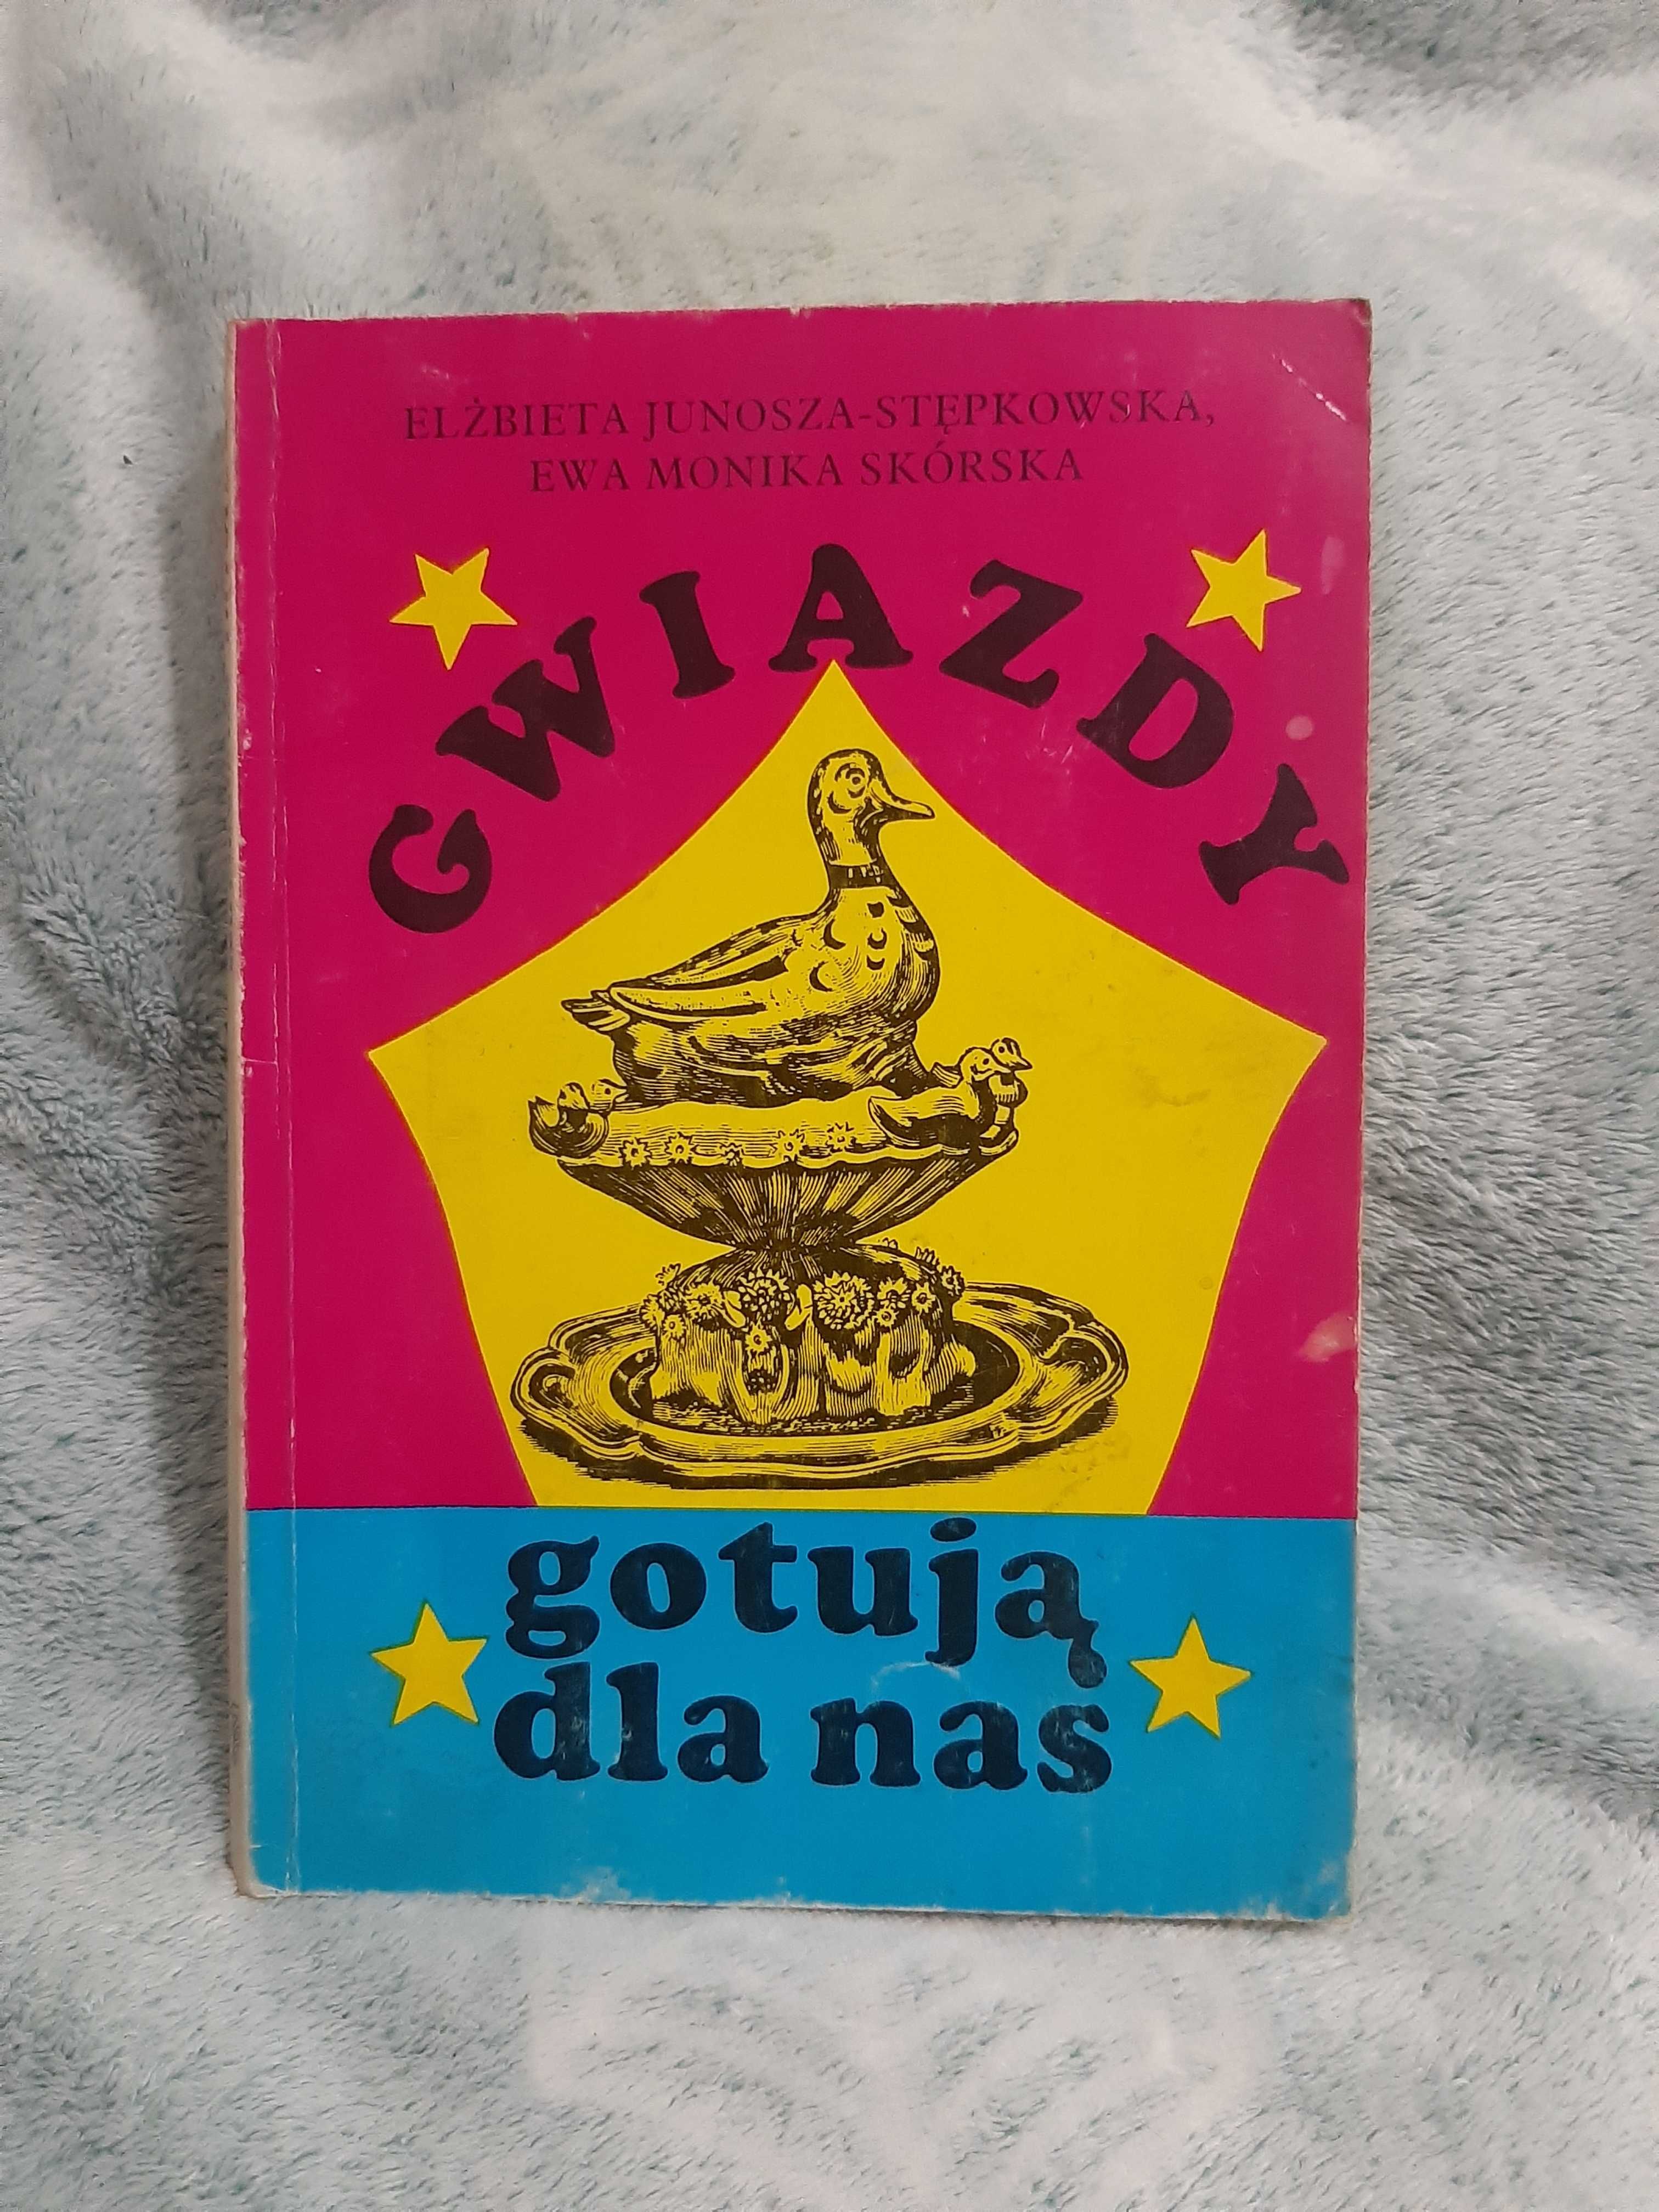 ELŻBIETA JUNOSZA-STĘPKOWSKA,
EWA MONIKA SKÓRSKA
GWIAZDY
gotują
dla nas